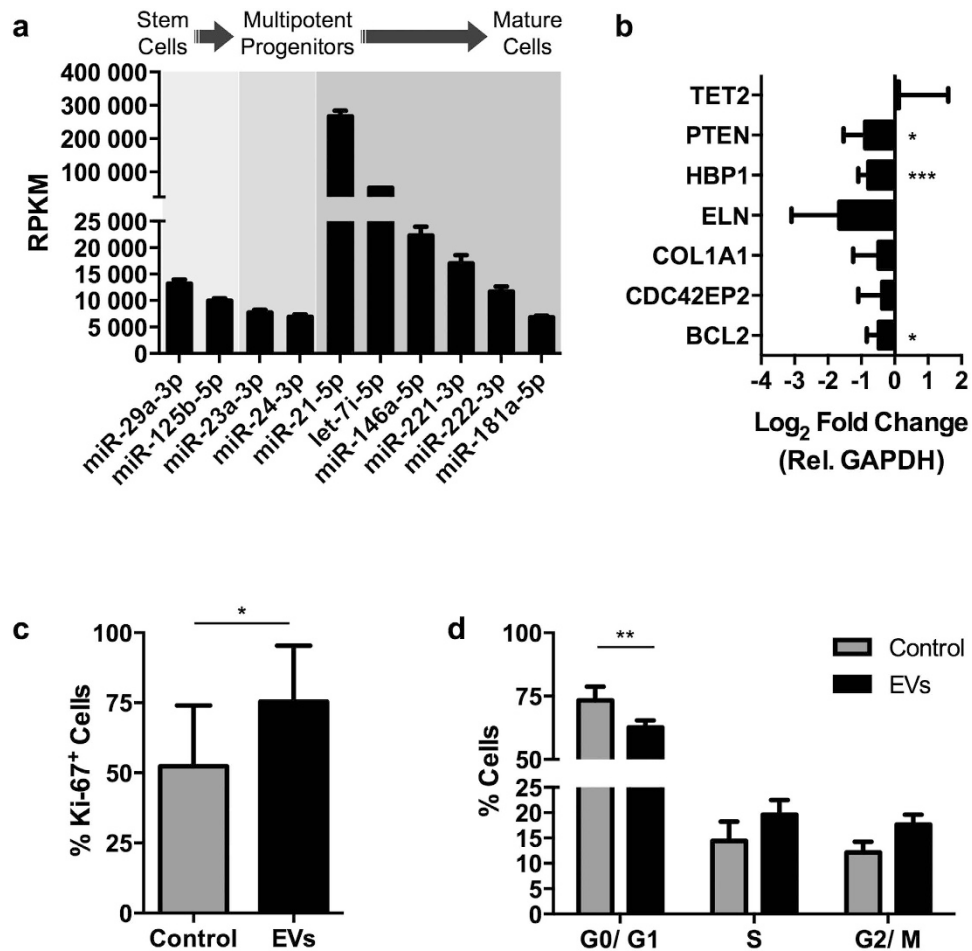 a
Stem Cells
Multipotent Progenitors
Mature Cells
RPKM
400 000
300 000
200 000
100 000
25 000
20 000
15 000
10 000
5 000
0
miR-29a-3p
miR-125b-5p
miR-23a-3p
miR-24-3p
miR-21-5p
let-7i-5p
miR-146a-5p
miR-221-3p
miR-222-3p
miR-181a-5p
b
TET2
PTEN *
HBP1 ***
ELN
COL1A1
CDC42EP2
BCL2 *
-4 -3 -2 -1 0 1 2
Log₂ Fold Change
(Rel. GAPDH)
c
% Ki-67⁺ Cells
100
75
50
25
0
*
Control EVs
d
% Cells
100
75
50
25
20
15
10
5
0
**
Control
EVs
G0/ G1 S G2/ M